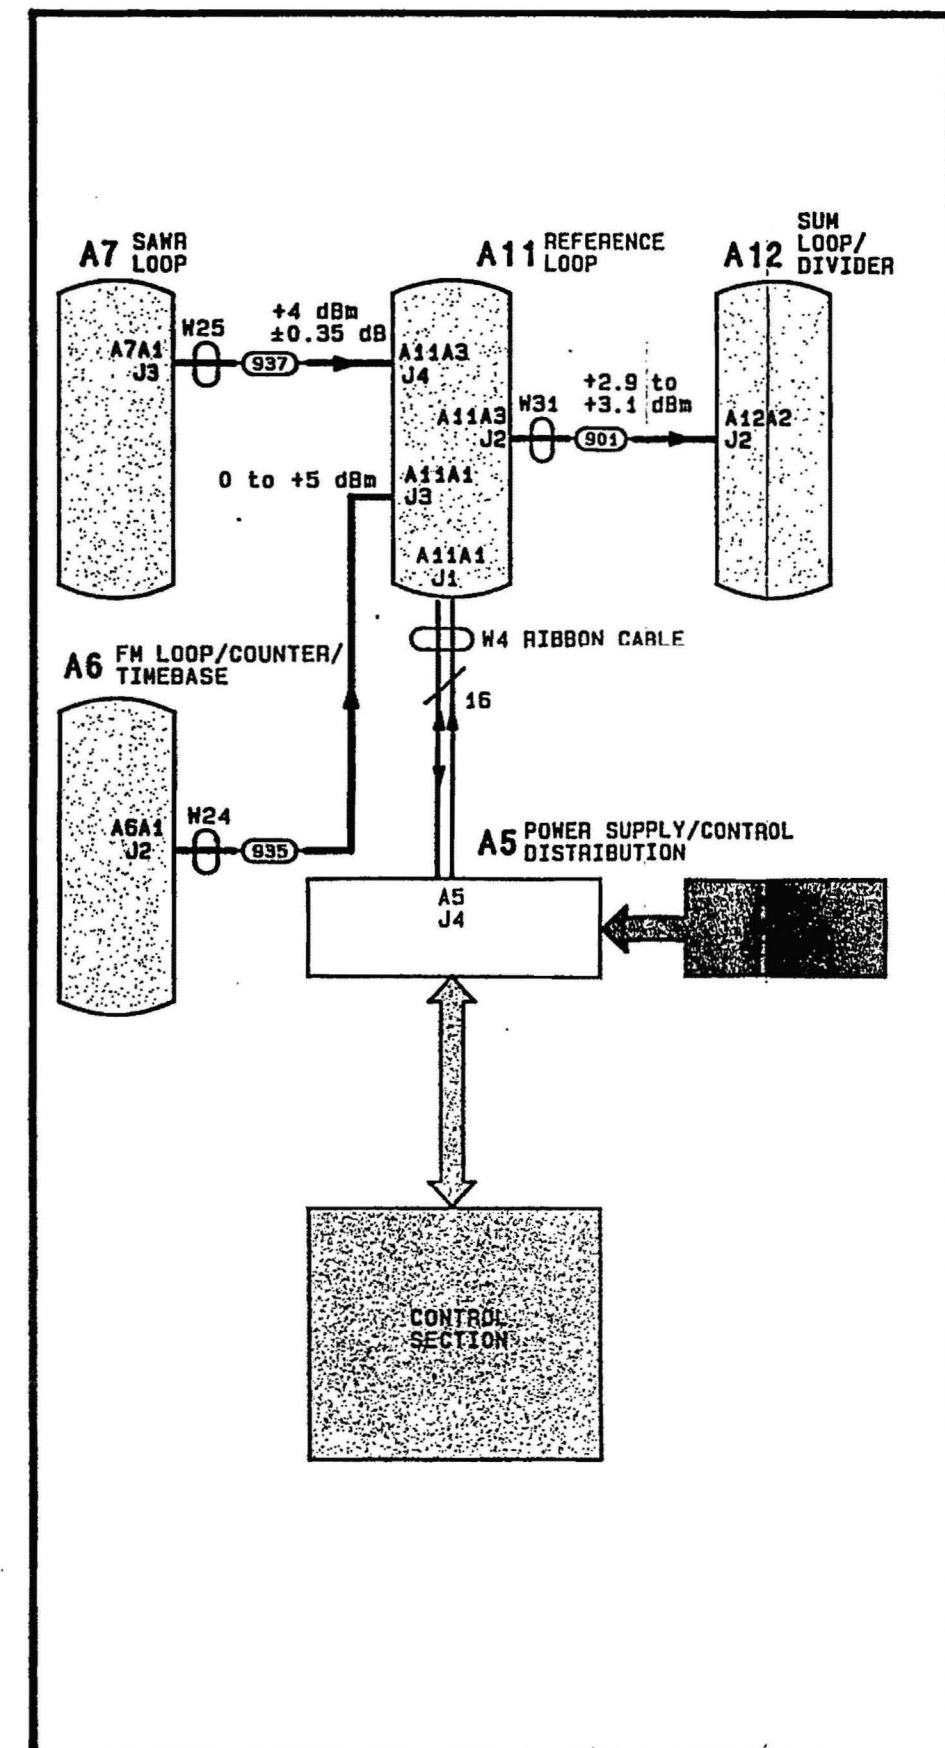 A7 SAWR
LOOP
A11 REFERENCE
LOOP
A12 SUM
LOOP/
DIVIDER
W25
+4 dBm
±0.35 dB
A7A1
J3
937
A11A3
J4
A11A3
J2
W31
+2.9 to
+3.1 dBm
901
A12A2
J2
0 to +5 dBm
A11A1
J3
A11A1
J1
W4 RIBBON CABLE
16
A6 FM LOOP/COUNTER/
TIMEBASE
A6A1
J2
W24
935
A5 POWER SUPPLY/CONTROL
DISTRIBUTION
A5
J4
CONTROL
SECTION